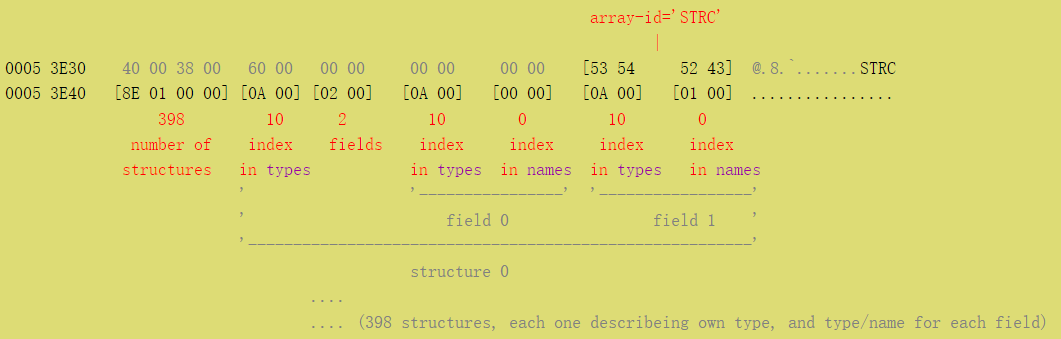 array-id='STRC'
|
0005 3E30 40 00 38 00 60 00 00 00 00 00 00 00 [53 54 52 43] @.8.`.......STRC
0005 3E40 [8E 01 00 00] [0A 00] [02 00] [0A 00] [00 00] [0A 00] [01 00] ................
398 10 2 10 0 10 0
number of index fields index index index index
structures in types in types in names in types in names
' '________________' '_________________'
' field 0 field 1 '
'________________________________________________________'
structure 0
....
.... (398 structures, each one describeing own type, and type/name for each field)